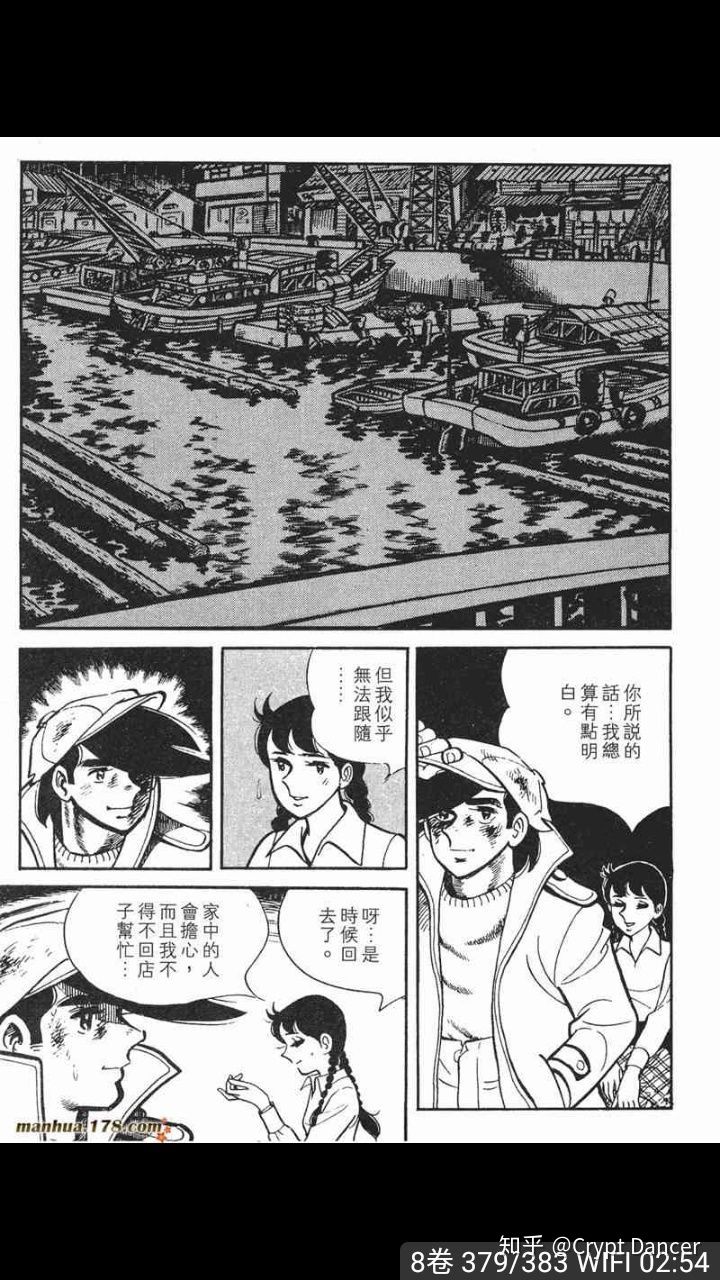 你所説的
話…我總
算有點明
白。
但我似乎
無法跟隨
……
呀…是
時候回
去了。
家中的人
會擔心，
而且我不
得不回店
子幫忙…
manhua.178.com
知乎 @Crypt Dancer
8卷 379/383 WIFI 02:54